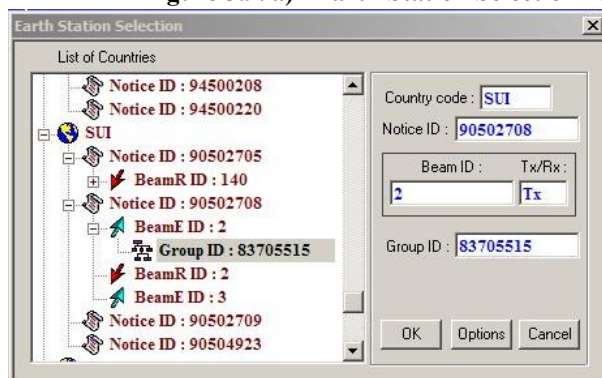 Earth Station Selection
List of Countries
Notice ID : 94500208
Notice ID : 94500220
SUI
Notice ID : 90502705
BeamR ID : 140
Notice ID : 90502708
BeamE ID : 2
Group ID : 83705515
BeamR ID : 2
BeamE ID : 3
Notice ID : 90502709
Notice ID : 90504923
Country code : SUI
Notice ID : 90502708
Beam ID : Tx/Rx :
2 Tx
Group ID : 83705515
OK Options Cancel